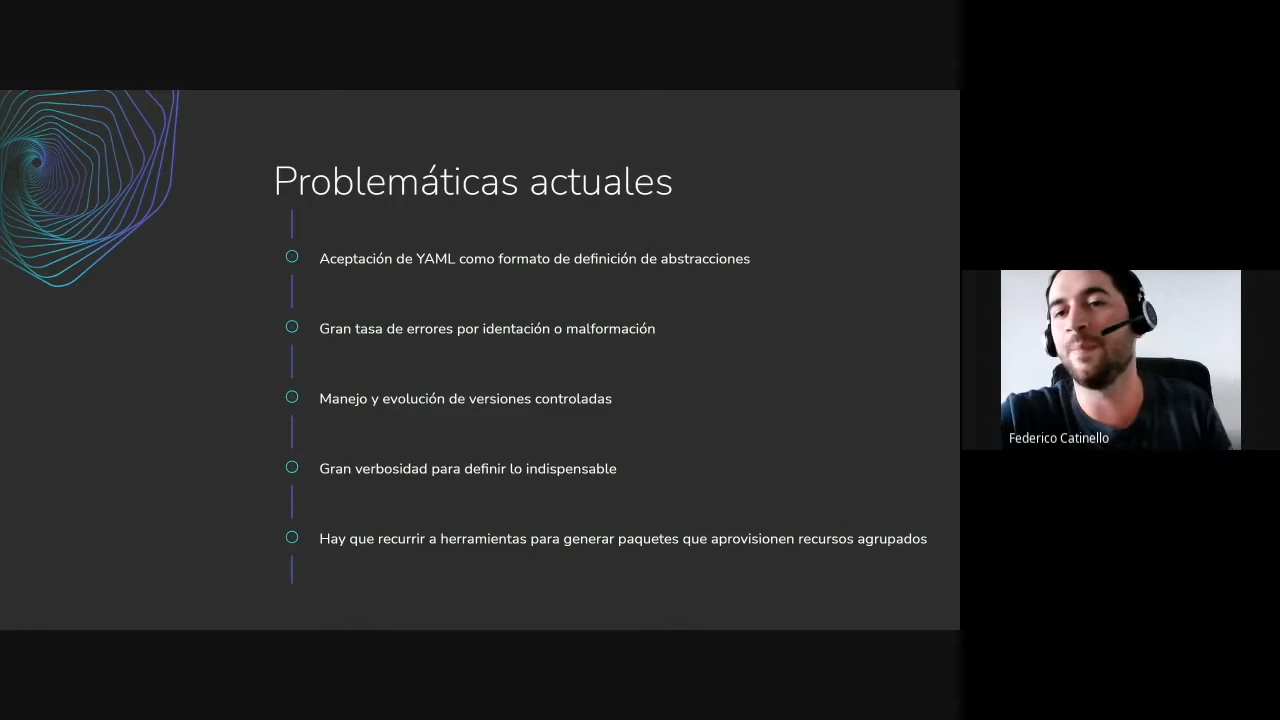 Problemáticas actuales
Aceptación de YAML como formato de definición de abstracciones
Gran tasa de errores por identación o malformación
Manejo y evolución de versiones controladas
Gran verbosidad para definir lo indispensable
Hay que recurrir a herramientas para generar paquetes que aprovisionen recursos agrupados
Federico Catinello